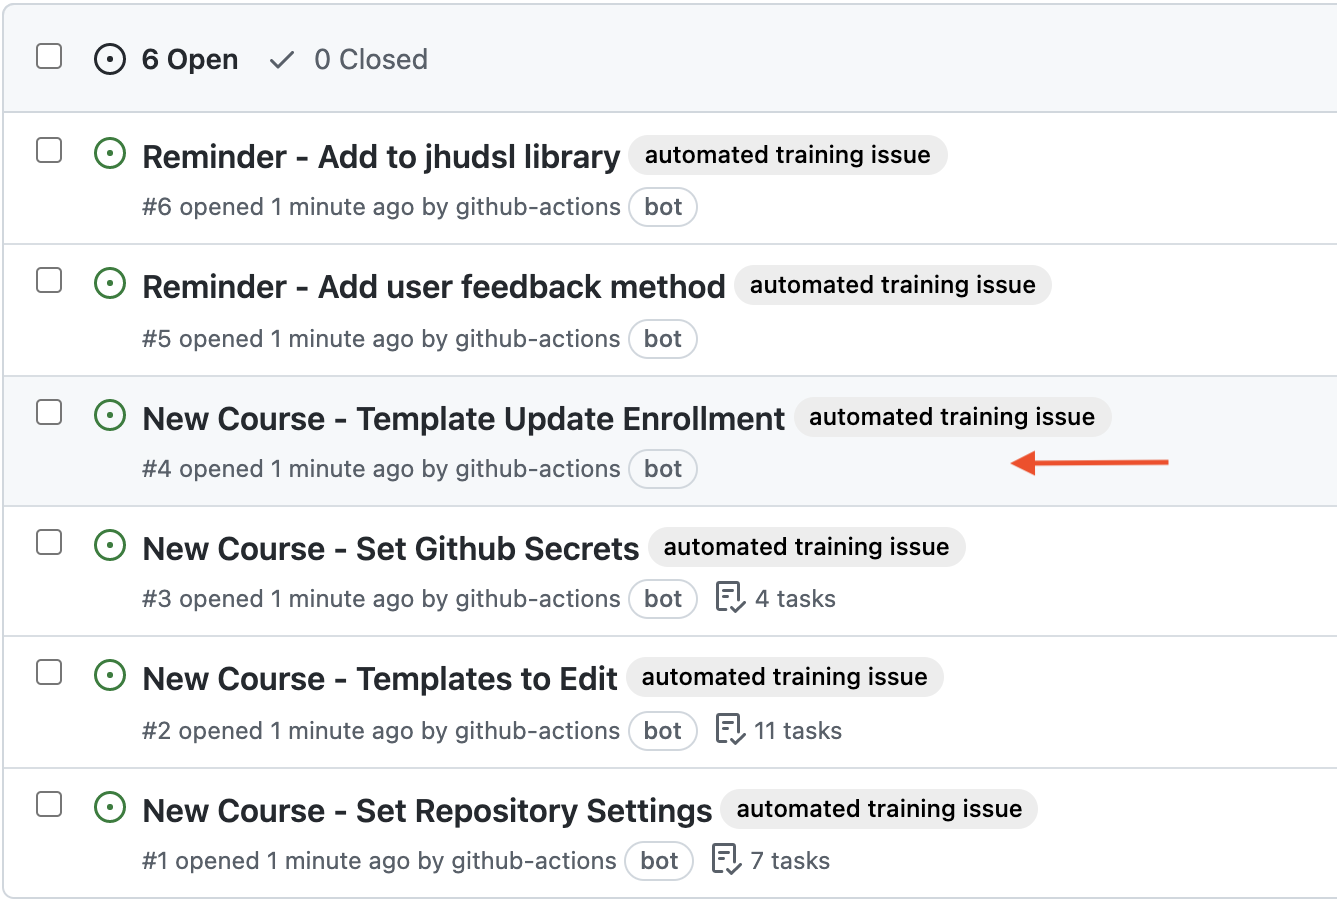 6 Open 0 Closed
Reminder - Add to jhudsl library automated training issue
#6 opened 1 minute ago by github-actions bot
Reminder - Add user feedback method automated training issue
#5 opened 1 minute ago by github-actions bot
New Course - Template Update Enrollment automated training issue
#4 opened 1 minute ago by github-actions bot
New Course - Set Github Secrets automated training issue
#3 opened 1 minute ago by github-actions bot 4 tasks
New Course - Templates to Edit automated training issue
#2 opened 1 minute ago by github-actions bot 11 tasks
New Course - Set Repository Settings automated training issue
#1 opened 1 minute ago by github-actions bot 7 tasks